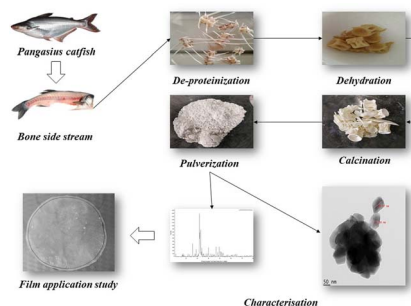 Pangasius catfish
De-proteinization
Dehydration
Bone side stream
Pulverization
Calcination
Film application study
50 nm
Characterisation